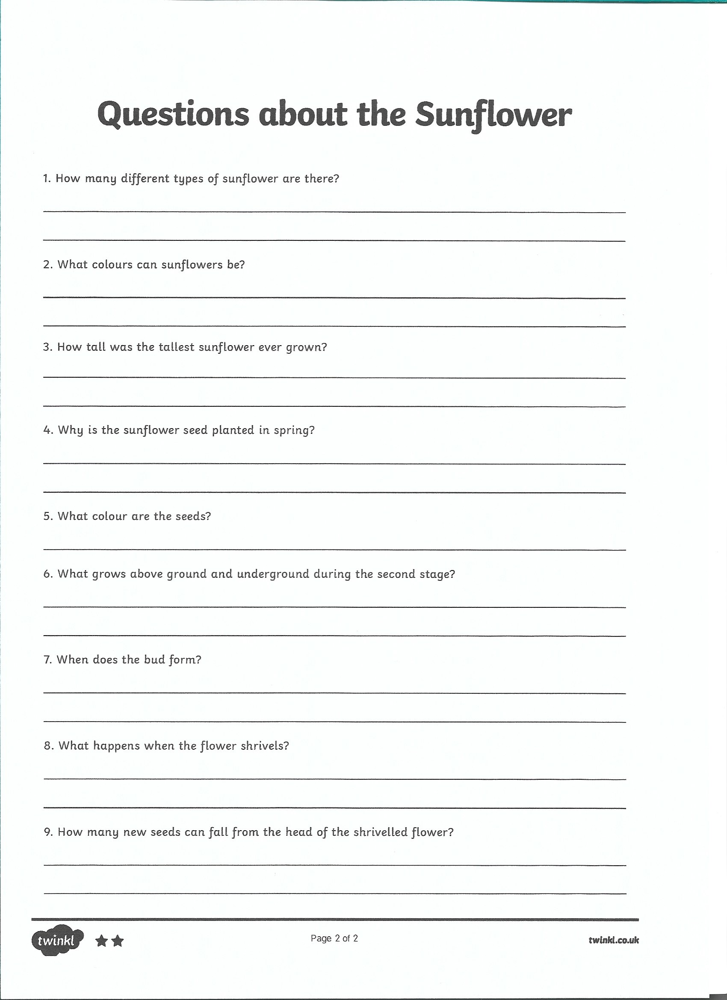 Questions about the Sunflower
1. How many different types of sunflower are there?
2. What colours can sunflowers be?
3. How tall was the tallest sunflower ever grown?
4. Why is the sunflower seed planted in spring?
5. What colour are the seeds?
6. What grows above ground and underground during the second stage?
7. When does the bud form?
8. What happens when the flower shrivels?
9. How many new seeds can fall from the head of the shrivelled flower?
twinkl
Page 2 of 2
twinkl.co.uk